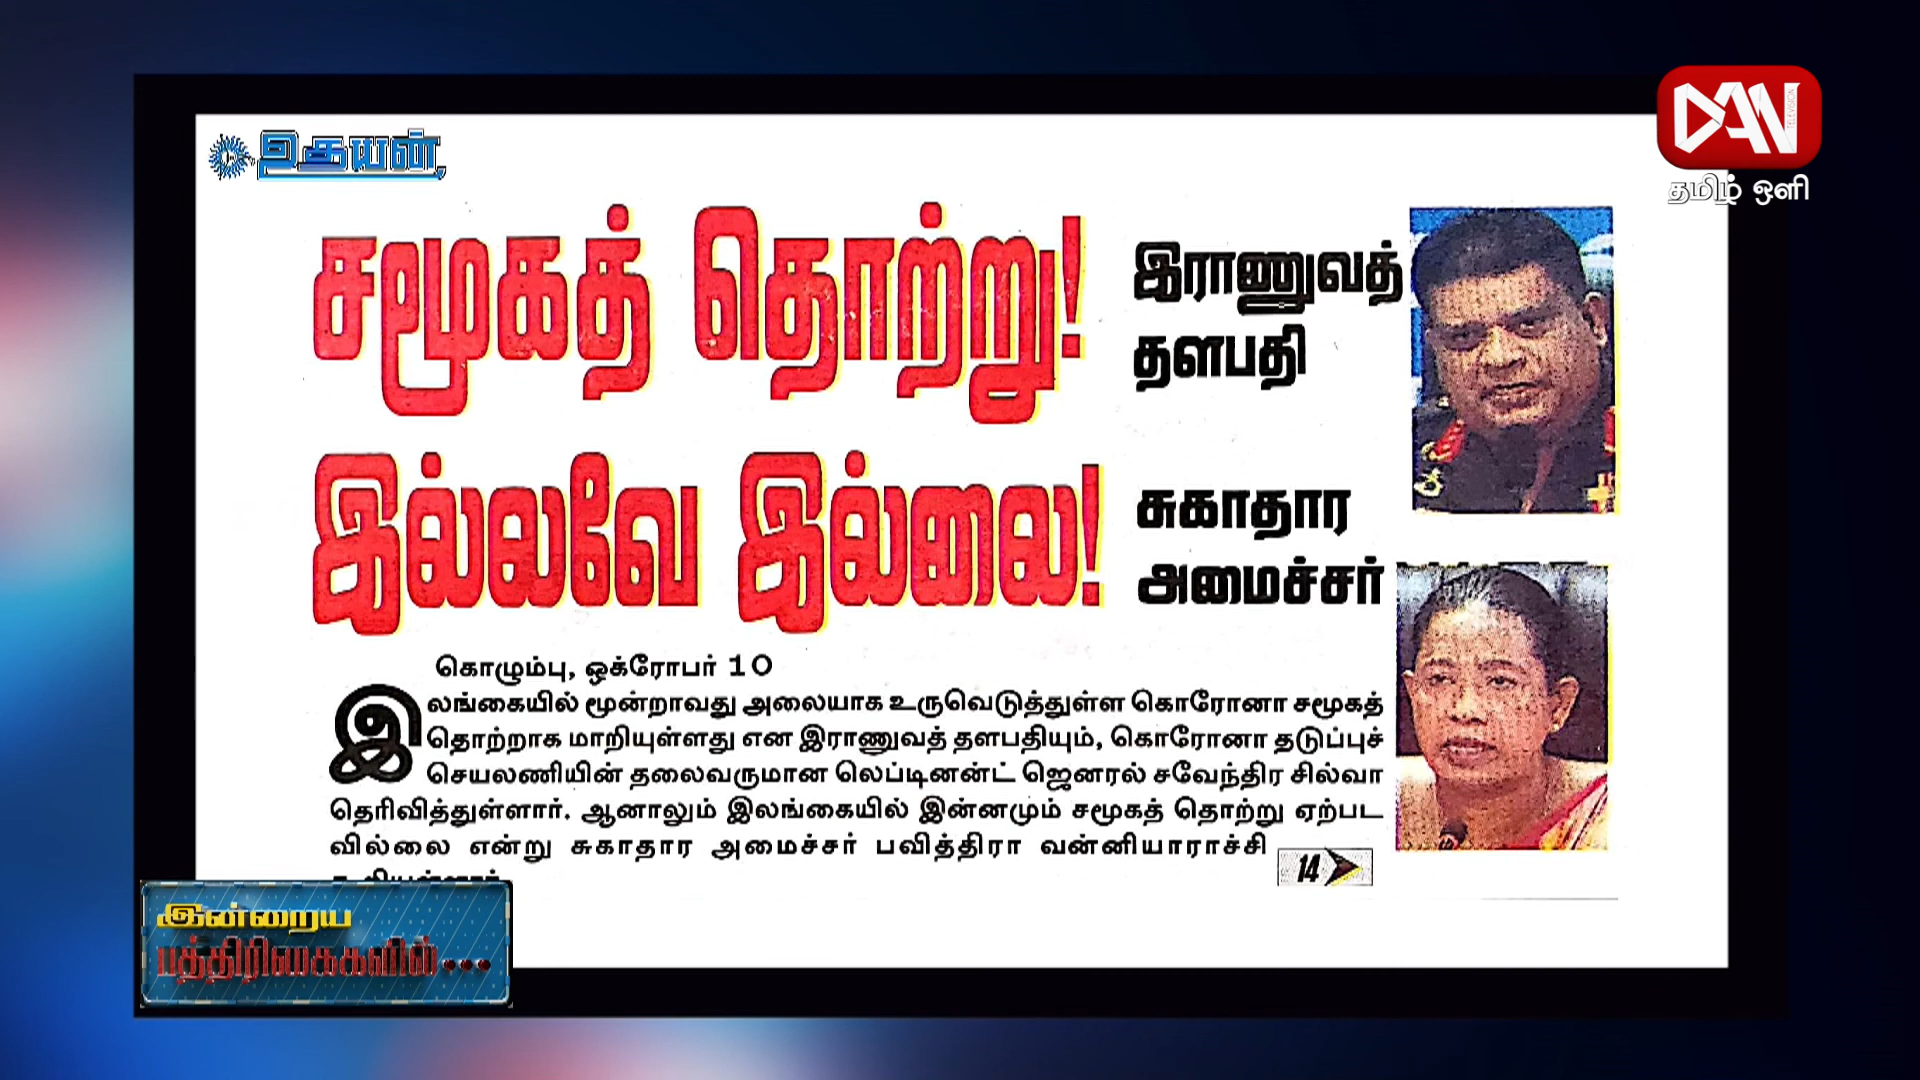 உதயன்
DAN
TELEVISION
தமிழ் ஒளி
சமூகத் தொற்று!
இராணுவத்
தளபதி
இல்லவே இல்லை!
சுகாதார
அமைச்சர்
கொழும்பு, ஒக்ரோபர் 10
இலங்கையில் மூன்றாவது அலையாக உருவெடுத்துள்ள கொரோனா சமூகத்
தொற்றாக மாறியுள்ளது என இராணுவத் தளபதியும், கொரோனா தடுப்புச்
செயலணியின் தலைவருமான லெப்டினன்ட் ஜெனரல் சவேந்திர சில்வா
தெரிவித்துள்ளார். ஆனாலும் இலங்கையில் இன்னமும் சமூகத் தொற்று ஏற்பட
வில்லை என்று சுகாதார அமைச்சர் பவித்திரா வன்னியாராச்சி
14
இன்றைய
பத்திரிகைகளில்...